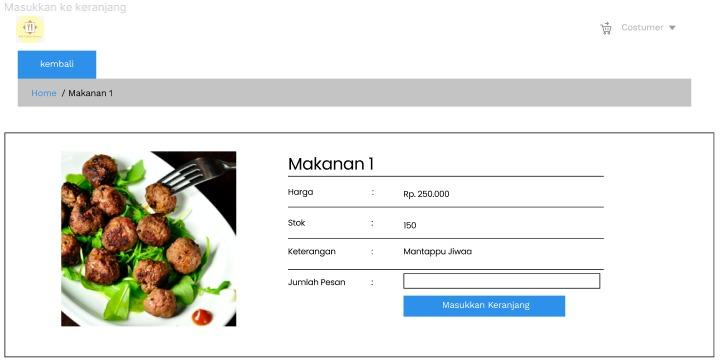 Masukkan ke keranjang
Costumer
kembali
Home / Makanan 1
Makanan 1
Harga : Rp. 250.000
Stok : 150
Keterangan : Mantappu Jiwaa
Jumlah Pesan :
Masukkan Keranjang